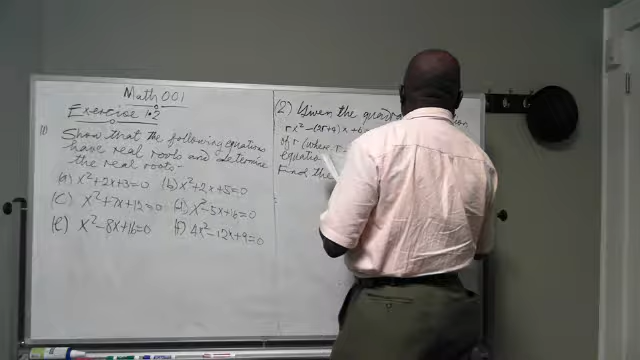 Math 001
Exercise 1.2
(1)
Show that the following equations
have real roots and determine
the real roots.
(a) x²+2x+3=0 (b) x²+2x+5=0
(c) x²+7x+12=0 (d) x²-5x+6=0
(e) x²-8x+16=0 (f) 4x²-12x+9=0
(2) Given the
of r (where
Find the